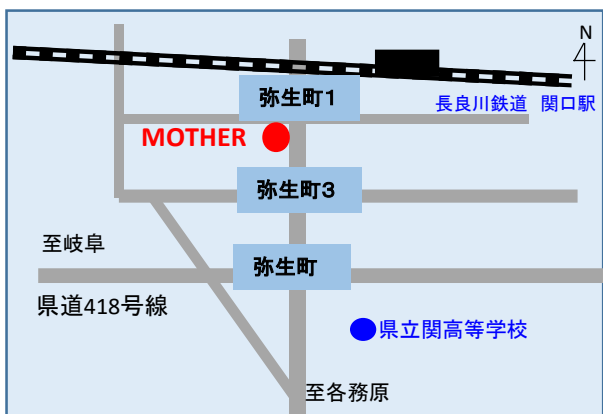 N
弥生町1
長良川鉄道 関口駅
MOTHER
弥生町3
至岐阜
弥生町
県道418号線
県立関高等学校
至各務原